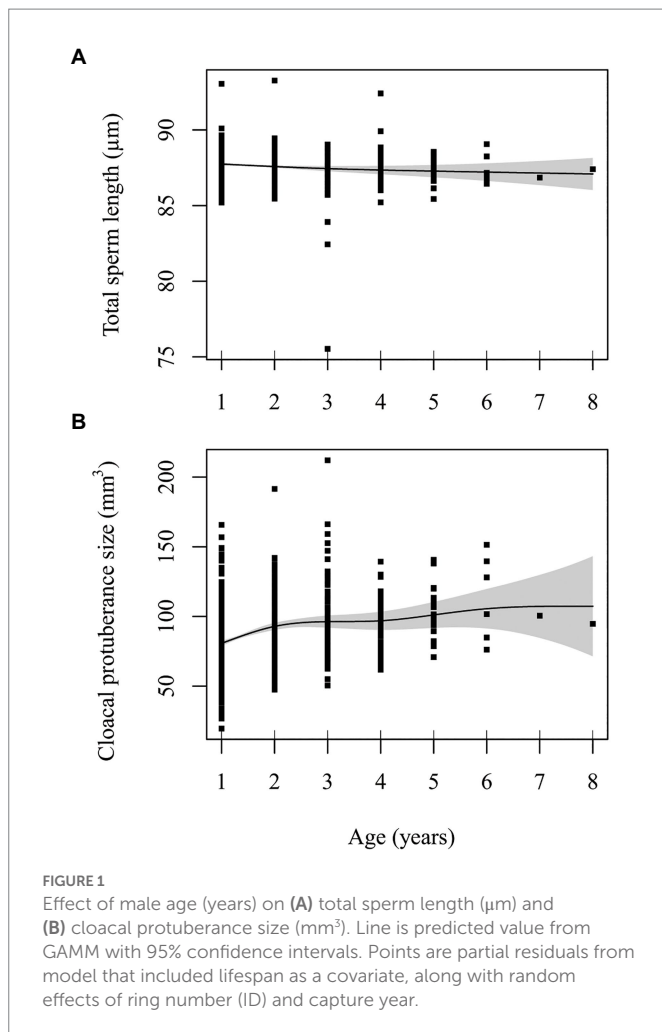 A
Total sperm length (μm)
90
85
80
75
1 2 3 4 5 6 7 8
B
Cloacal protuberance size (mm³)
200
150
100
50
1 2 3 4 5 6 7 8
Age (years)
FIGURE 1
Effect of male age (years) on (A) total sperm length (μm) and
(B) cloacal protuberance size (mm³). Line is predicted value from
GAMM with 95% confidence intervals. Points are partial residuals from
model that included lifespan as a covariate, along with random
effects of ring number (ID) and capture year.